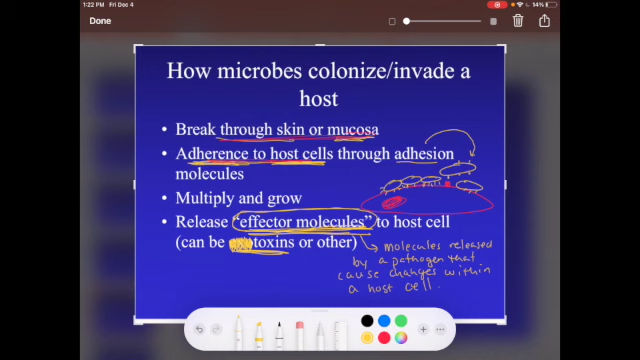 1:22 PM Fri Dec 4
14%
Done
How microbes colonize/invade a
host
• Break through skin or mucosa
• Adherence to host cells through adhesion
molecules
• Multiply and grow
• Release "effector molecules" to host cell
(can be toxins or other)
→ molecules released
by a pathogen that
cause changes within
a host cell.